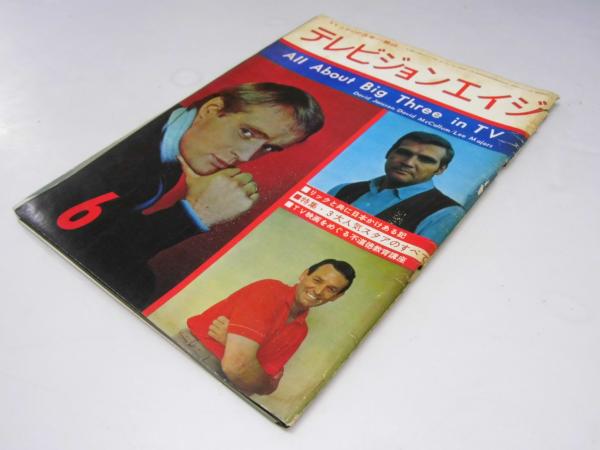 テレビジョンエイジ
All About Big Three in TV
David Janssen/David McCallum/Lee Majors
6
■リックと共に日本かけある記
■特集・3大人気スタアのすべて
■TV映画をめぐる不道徳教育講座